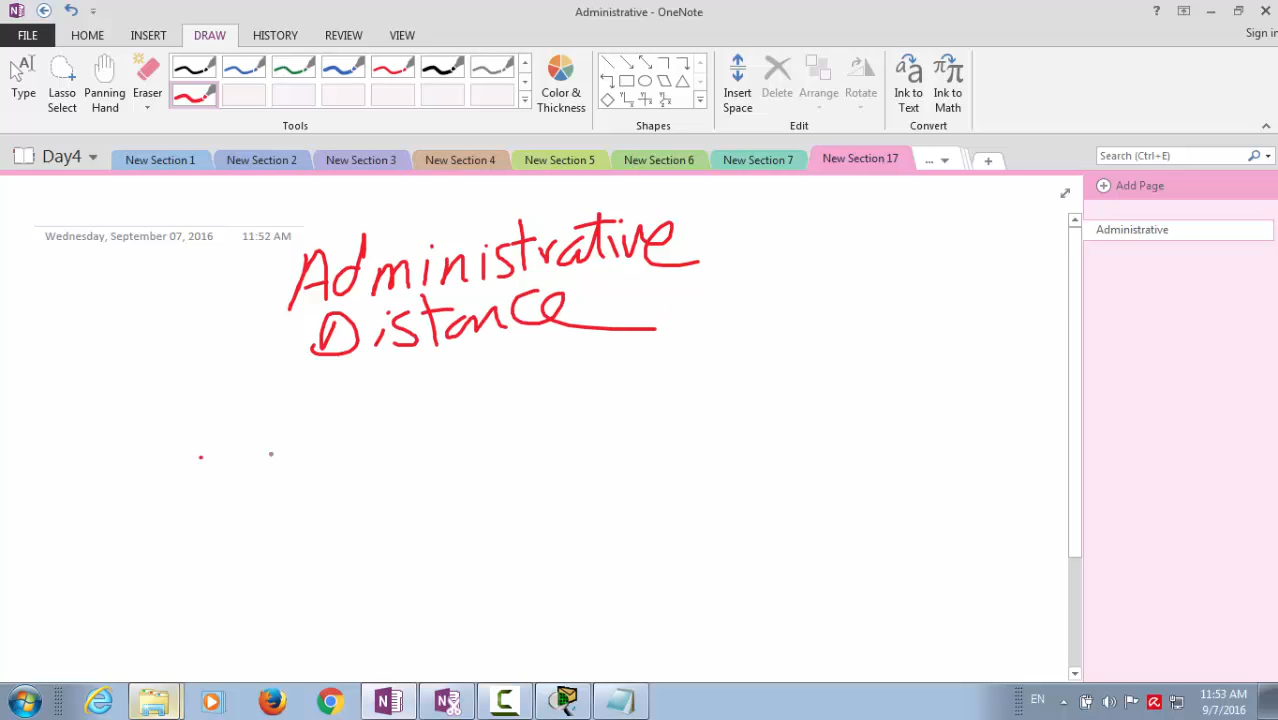 Administrative - OneNote
?
FILE HOME INSERT DRAW HISTORY REVIEW VIEW
Sign in
Type
Lasso Select
Panning Hand
Eraser
Color & Thickness
Insert Space
Delete
Arrange
Rotate
Ink to Text
Ink to Math
Tools
Shapes
Edit
Convert
Day4
New Section 1
New Section 2
New Section 3
New Section 4
New Section 5
New Section 6
New Section 7
New Section 17
...
Search (Ctrl+E)
Add Page
Administrative
Wednesday, September 07, 2016 11:52 AM
Administrative
Distance
EN
11:53 AM
9/7/2016